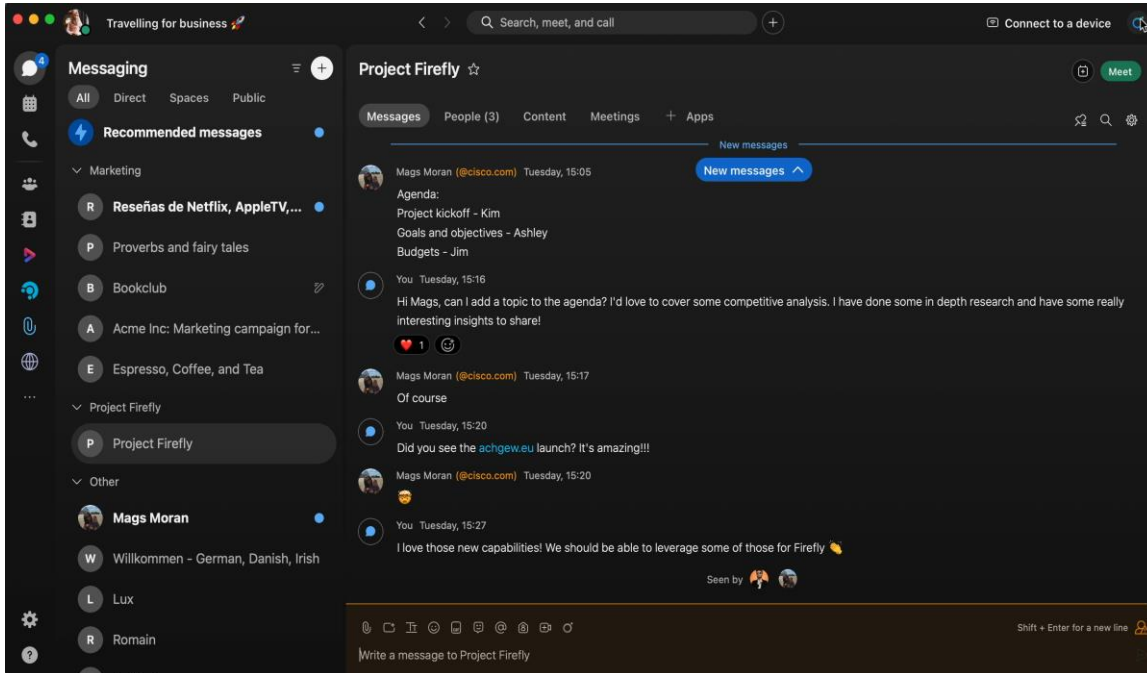 Travelling for business 🚀
Search, meet, and call
Connect to a device
4
Messaging
All Direct Spaces Public
Recommended messages
Marketing
R Reseñas de Netflix, AppleTV,...
P Proverbs and fairy tales
B Bookclub
A Acme Inc: Marketing campaign for...
E Espresso, Coffee, and Tea
Project Firefly
P Project Firefly
Other
Mags Moran
W Willkommen - German, Danish, Irish
L Lux
R Romain
Project Firefly
Meet
Messages People (3) Content Meetings + Apps
New messages
New messages
Mags Moran (@cisco.com) Tuesday, 15:05
Agenda:
Project kickoff - Kim
Goals and objectives - Ashley
Budgets - Jim
You Tuesday, 15:16
Hi Mags, can I add a topic to the agenda? I'd love to cover some competitive analysis. I have done some in depth research and have some really
interesting insights to share!
❤️ 1
Mags Moran (@cisco.com) Tuesday, 15:17
Of course
You Tuesday, 15:20
Did you see the achgew.eu launch? It's amazing!!!
Mags Moran (@cisco.com) Tuesday, 15:20
🤓
You Tuesday, 15:27
I love those new capabilities! We should be able to leverage some of those for Firefly 👏
Seen by
GIF
Shift + Enter for a new line
Write a message to Project Firefly